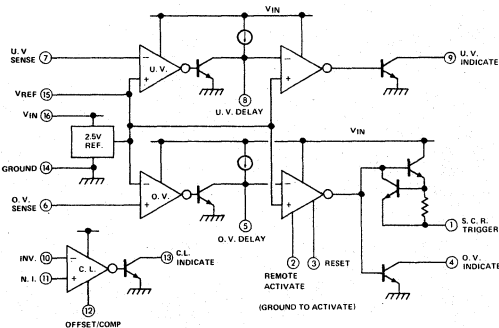 VIN
U. V
SENSE 7
U. V.
9 U. V.
INDICATE
VREF 15
8
U. V. DELAY
VIN 16
2.5V
REF.
VIN
GROUND 14
O. V.
SENSE 6
O. V.
5
O. V. DELAY
1 S. C. R.
TRIGGER
2
REMOTE
ACTIVATE
3 RESET
(GROUND TO ACTIVATE)
4 O. V.
INDICATE
INV. 10
N. I. 11
C. L.
13 C.L.
INDICATE
12
OFFSET/COMP